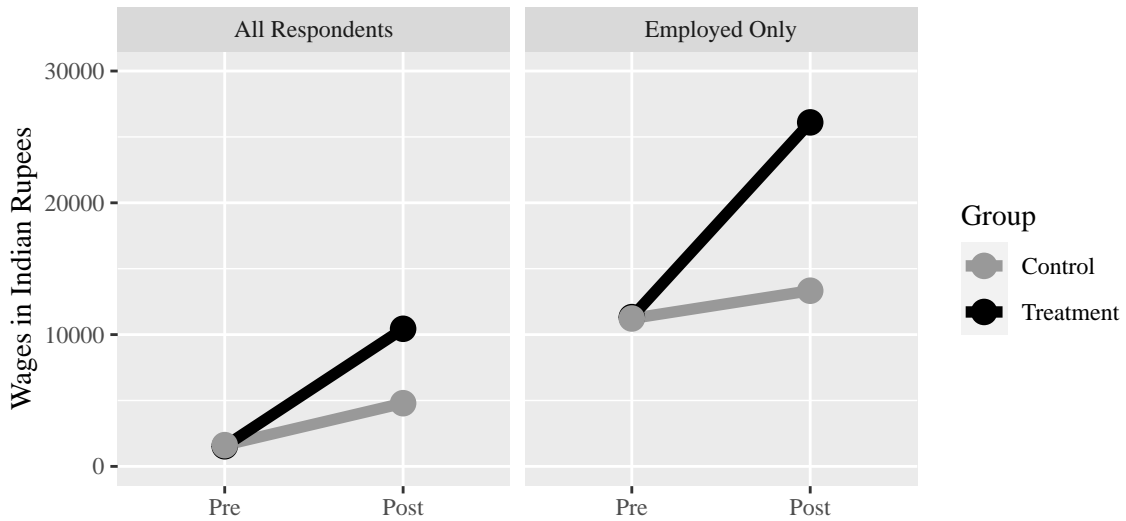 All Respondents
Employed Only
Wages in Indian Rupees
30000
20000
10000
0
Pre
Post
Pre
Post
Group
Control
Treatment